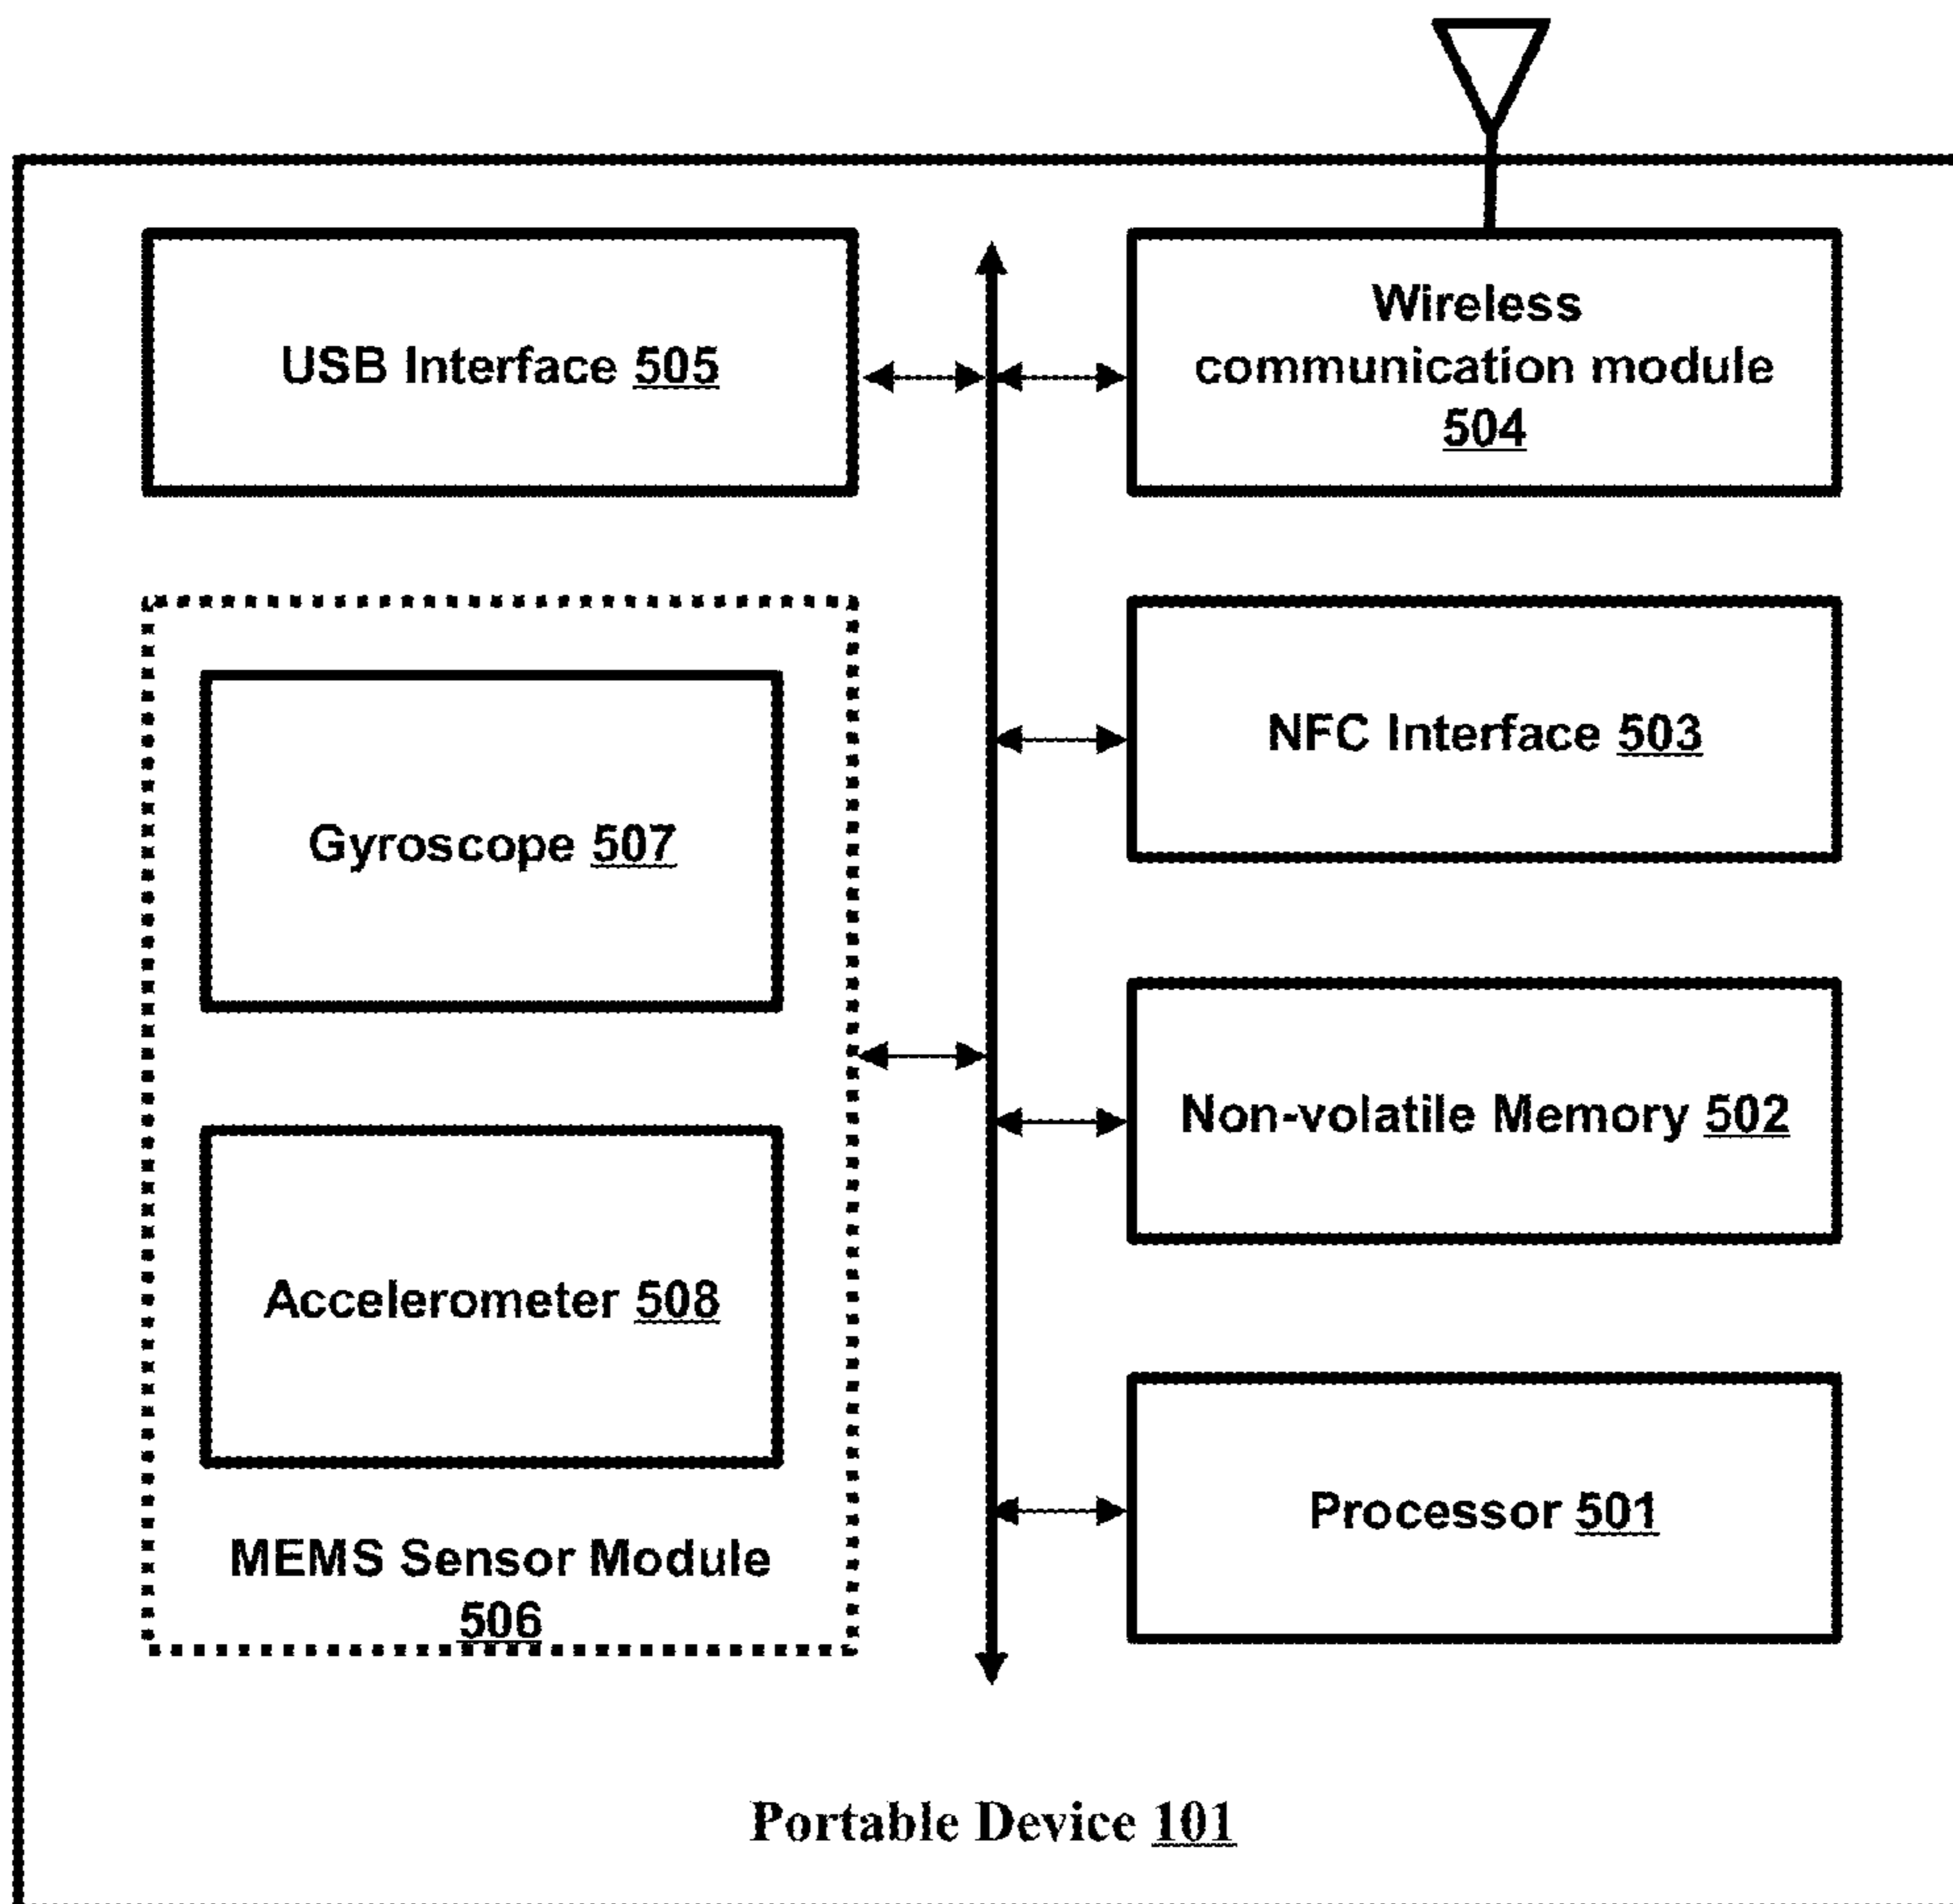 USB Interface 505
Wireless
communication module
504
NFC Interface 503
Gyroscope 507
Non-volatile Memory 502
Accelerometer 508
Processor 501
MEMS Sensor Module
506
Portable Device 101